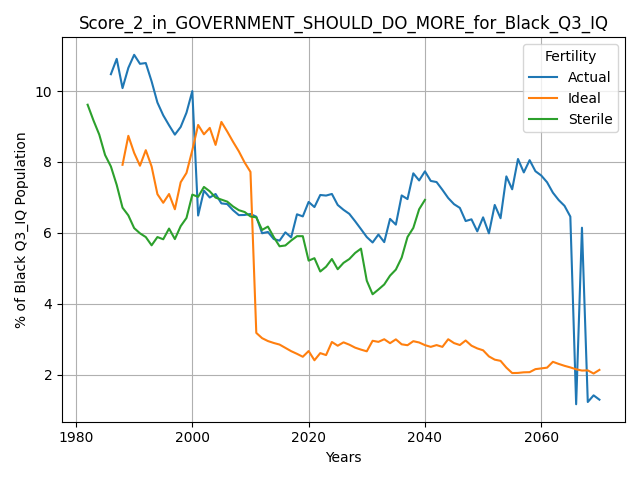 Score_2_in_GOVERNMENT_SHOULD_DO_MORE_for_Black_Q3_IQ
Fertility
Actual
Ideal
Sterile
% of Black Q3_IQ Population
10
8
6
4
2
1980
2000
2020
2040
2060
Years